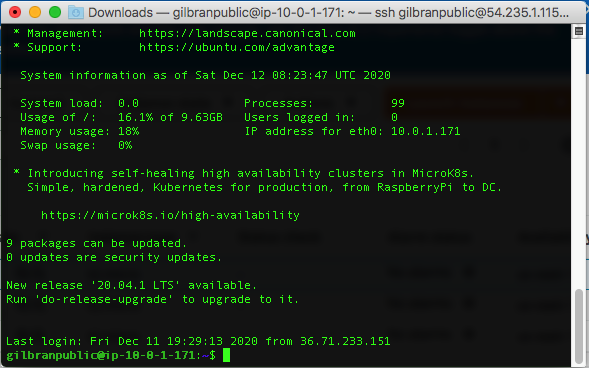 Downloads — gilbranpublic@ip-10-0-1-171: ~ — ssh gilbranpublic@54.235.1.115...
* Management: https://landscape.canonical.com
* Support: https://ubuntu.com/advantage
System information as of Sat Dec 12 08:23:47 UTC 2020
System load: 0.0 Processes: 99
Usage of /: 16.1% of 9.63GB Users logged in: 0
Memory usage: 18% IP address for eth0: 10.0.1.171
Swap usage: 0%
* Introducing self-healing high availability clusters in MicroK8s.
Simple, hardened, Kubernetes for production, from RaspberryPi to DC.
https://microk8s.io/high-availability
9 packages can be updated.
0 updates are security updates.
New release '20.04.1 LTS' available.
Run 'do-release-upgrade' to upgrade to it.
Last login: Fri Dec 11 19:29:13 2020 from 36.71.233.151
gilbranpublic@ip-10-0-1-171:~$